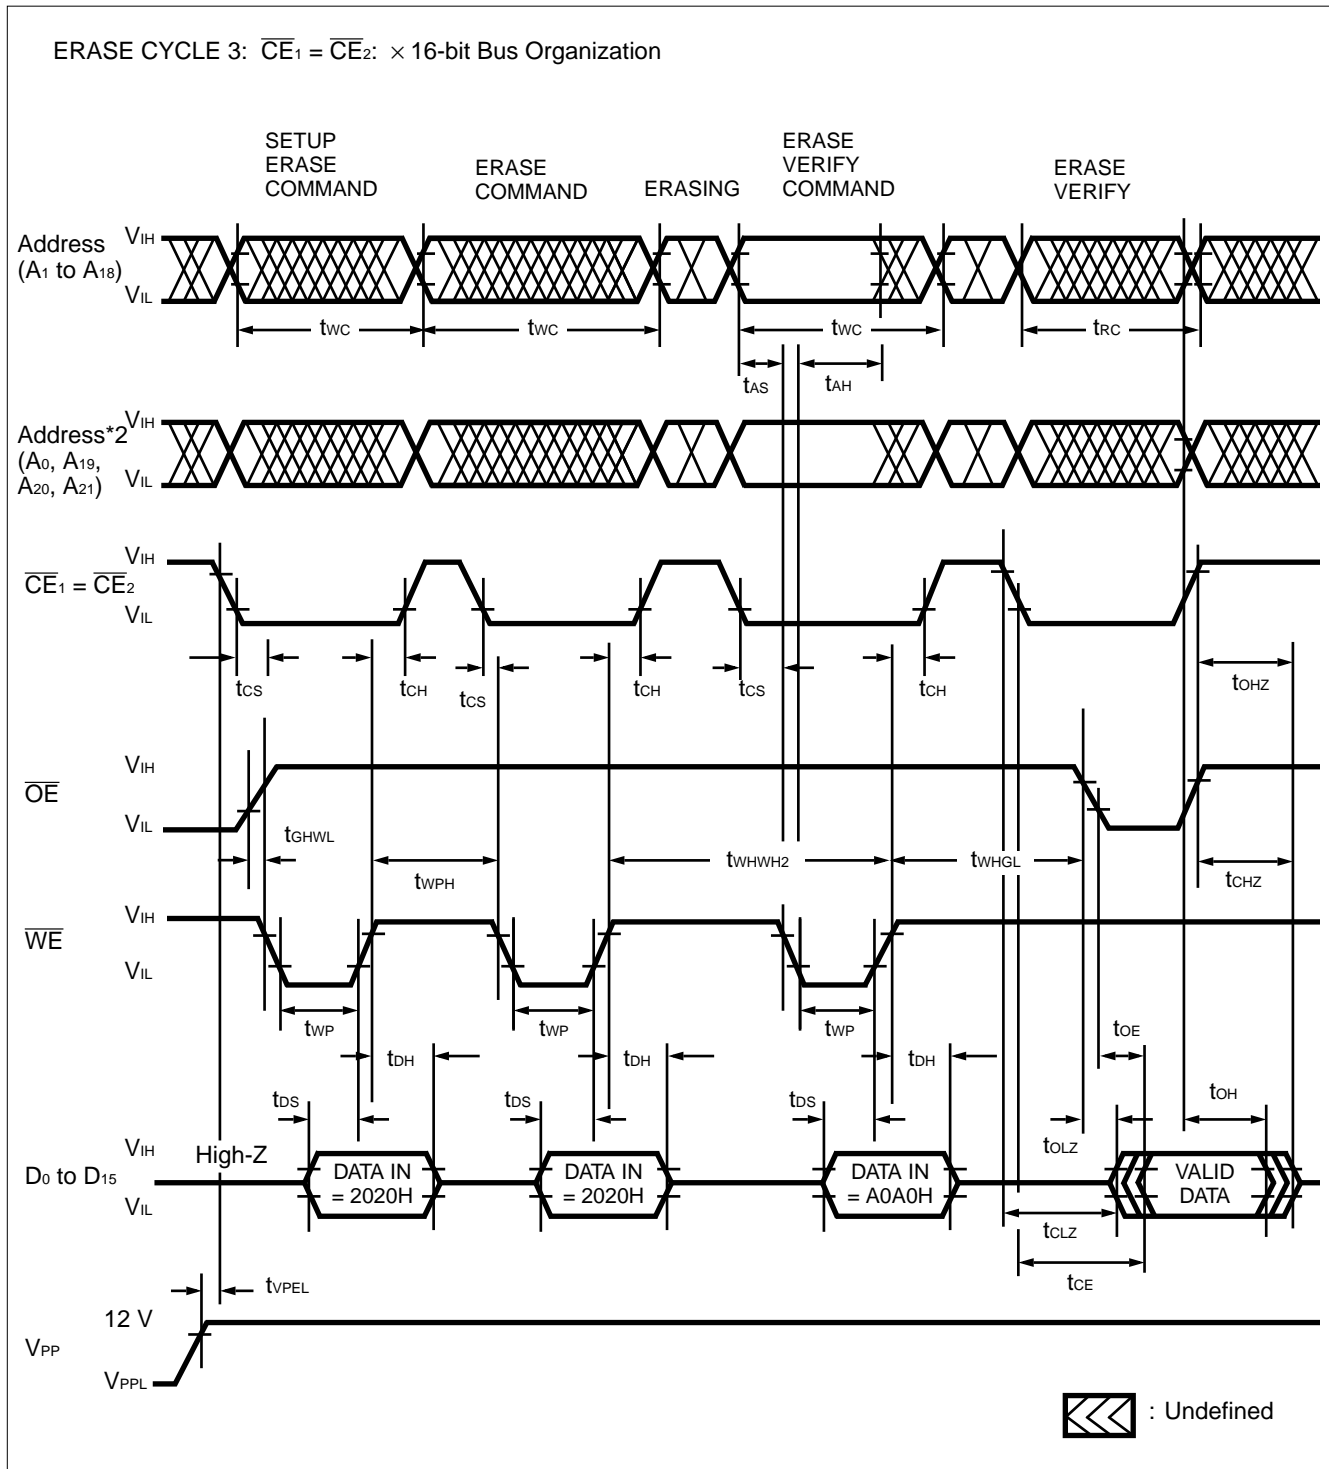 ERASE CYCLE 3: CE1 = CE2: × 16-bit Bus Organization
SETUP
ERASE
COMMAND
ERASE
COMMAND
ERASING
ERASE
VERIFY
COMMAND
ERASE
VERIFY
Address
(A1 to A18)
VIH
VIL
tWC
tWC
tWC
tRC
tAS
tAH
Address*2
(A0, A19,
A20, A21)
VIH
VIL
CE1 = CE2
VIH
VIL
tCS
tCH
tCS
tCH
tCS
tCH
tOHZ
OE
VIH
VIL
tGHWL
tWPH
tWHWH2
tWHGL
tCHZ
WE
VIH
VIL
tWP
tWP
tWP
tOE
tDH
tDH
tDH
tDS
tDS
tDS
tOH
tOLZ
D0 to D15
VIH
VIL
High-Z
DATA IN
= 2020H
DATA IN
= 2020H
DATA IN
= A0A0H
VALID
DATA
tCLZ
tCE
tVPEL
VPP
12 V
VPPL
: Undefined